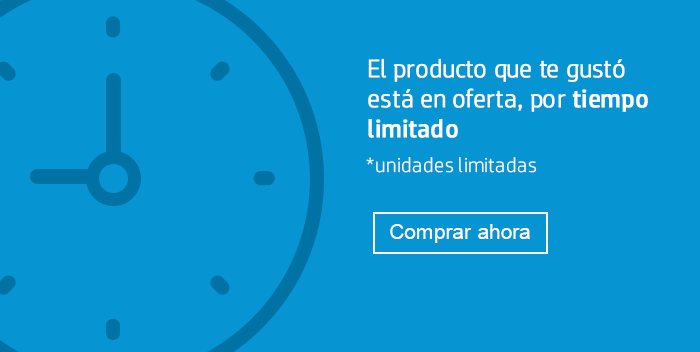 El producto que te gustó
está en oferta, por tiempo
limitado
*unidades limitadas
Comprar ahora